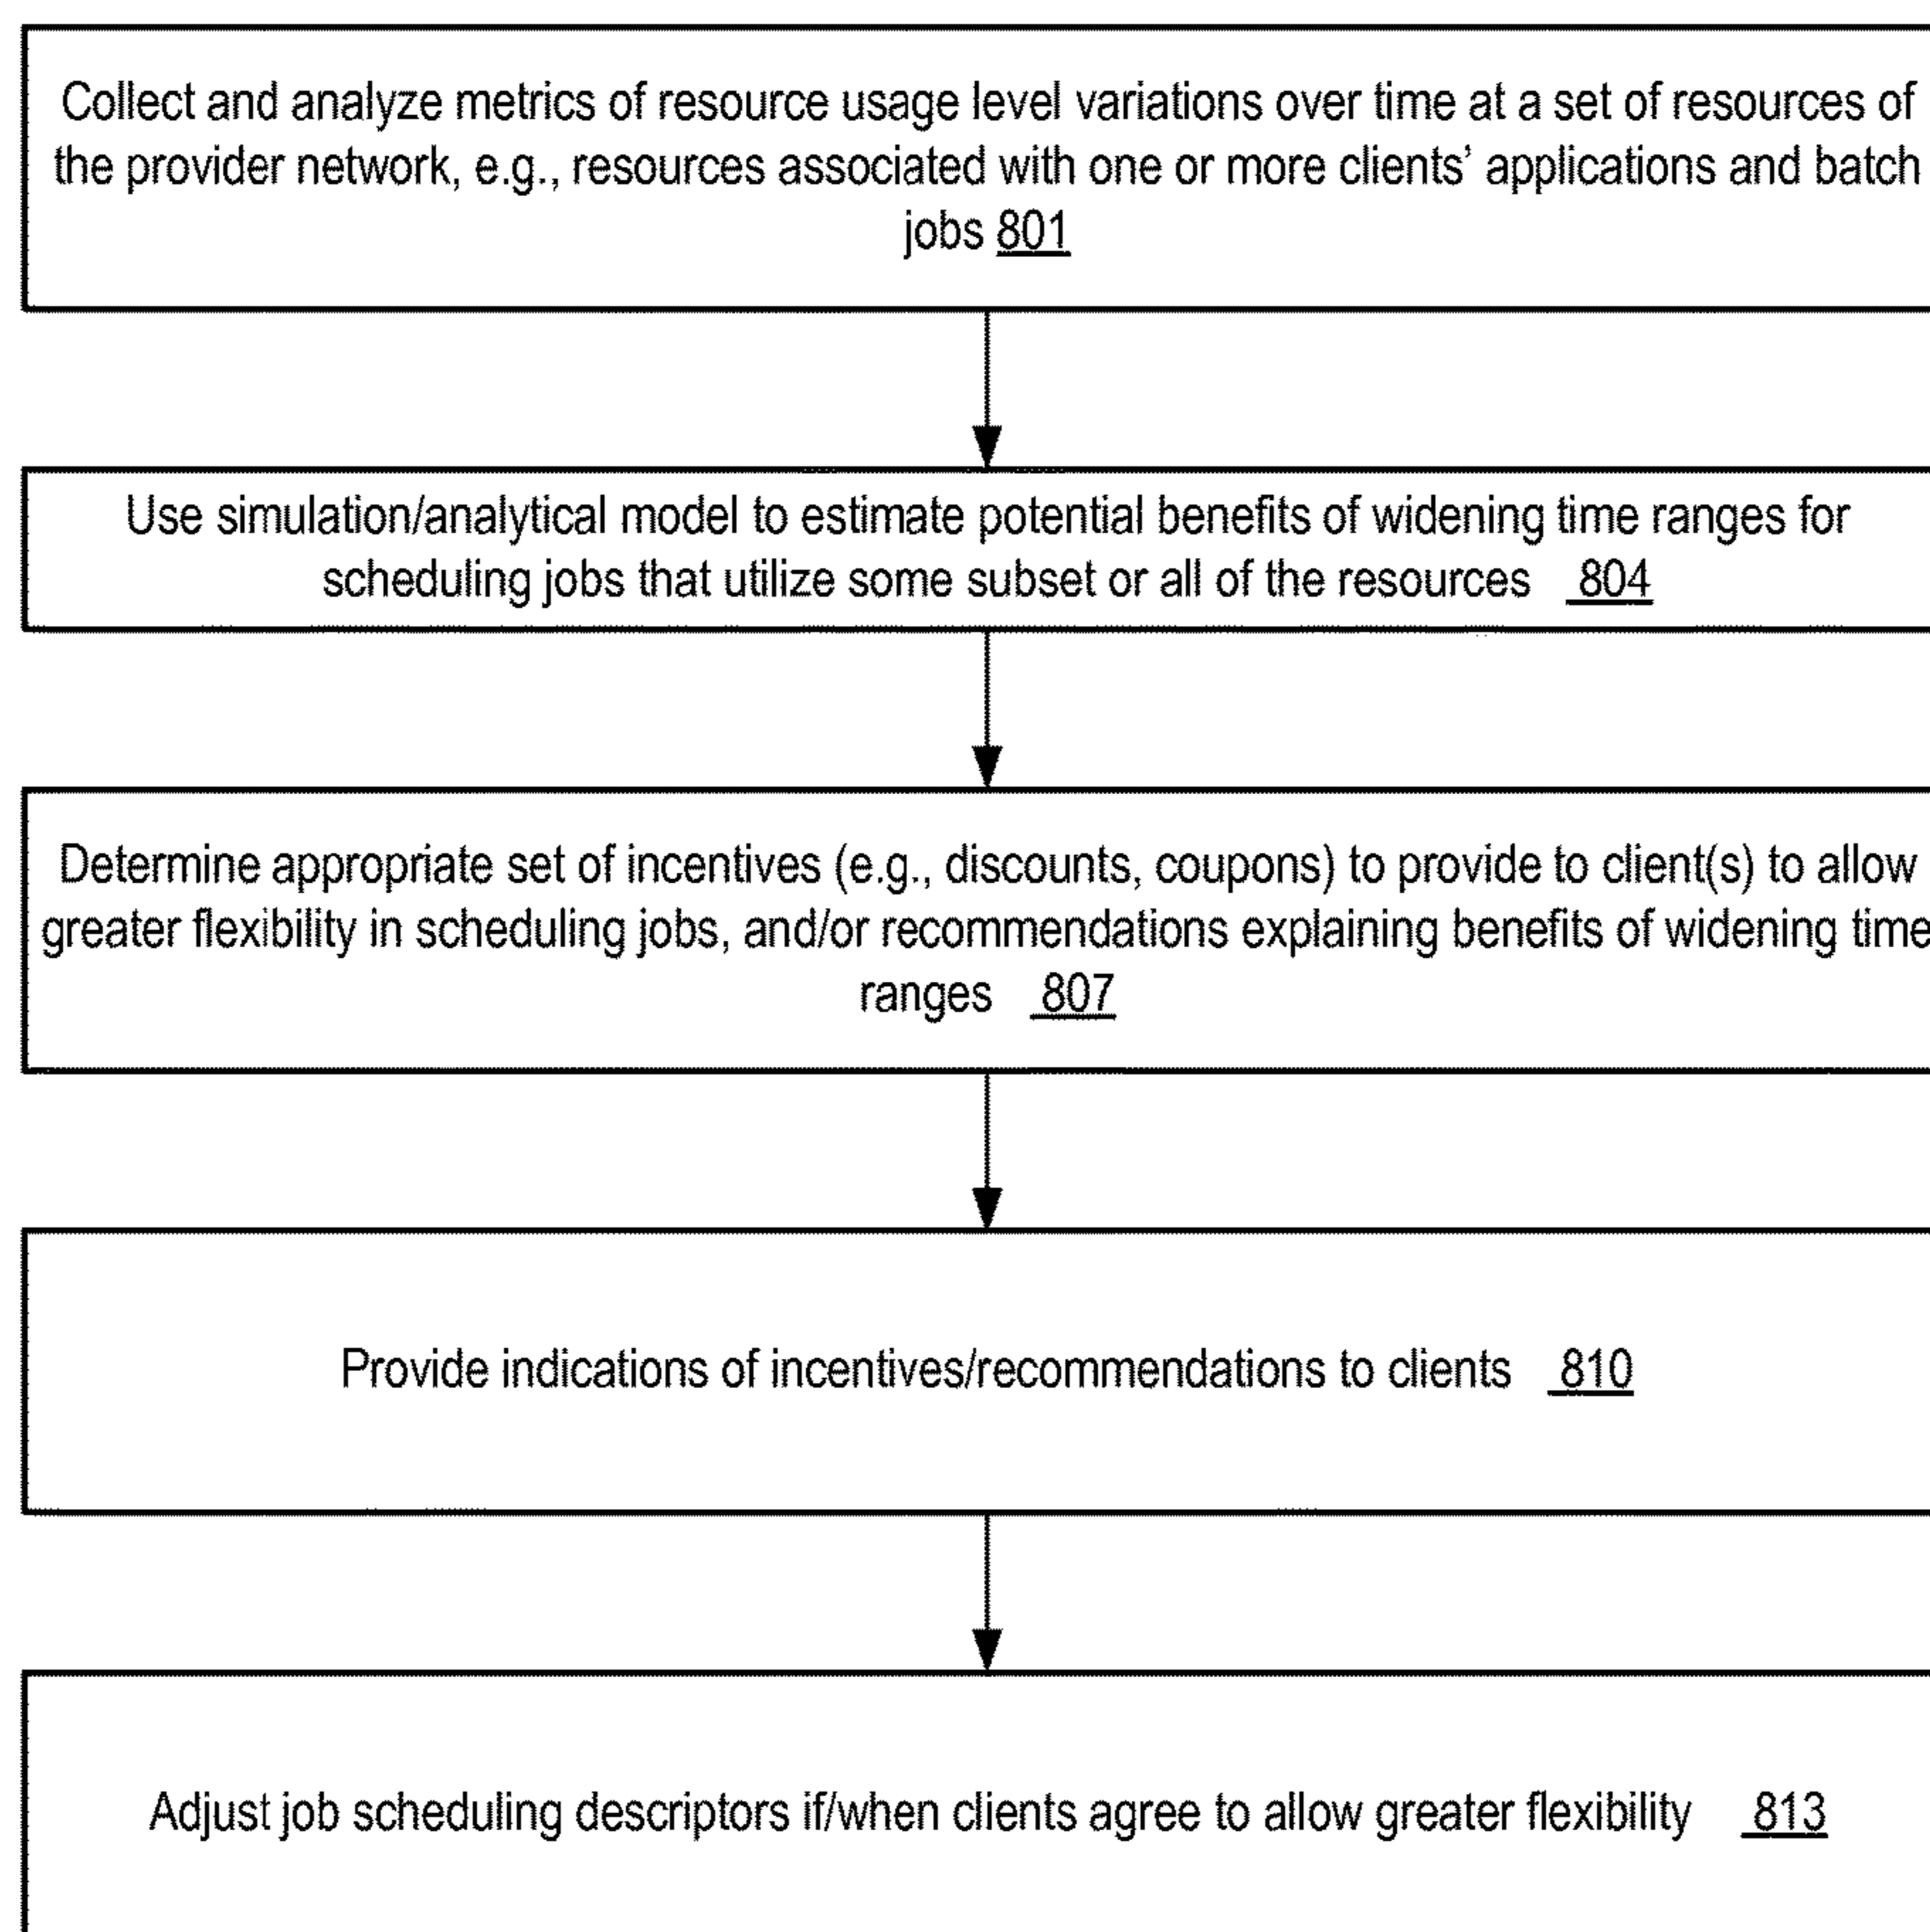 Collect and analyze metrics of resource usage level variations over time at a set of resources of
the provider network, e.g., resources associated with one or more clients’ applications and batch
jobs 801
Use simulation/analytical model to estimate potential benefits of widening time ranges for
scheduling jobs that utilize some subset or all of the resources 804
Determine appropriate set of incentives (e.g., discounts, coupons) to provide to client(s) to allow
greater flexibility in scheduling jobs, and/or recommendations explaining benefits of widening time
ranges 807
Provide indications of incentives/recommendations to clients 810
Adjust job scheduling descriptors if/when clients agree to allow greater flexibility 813